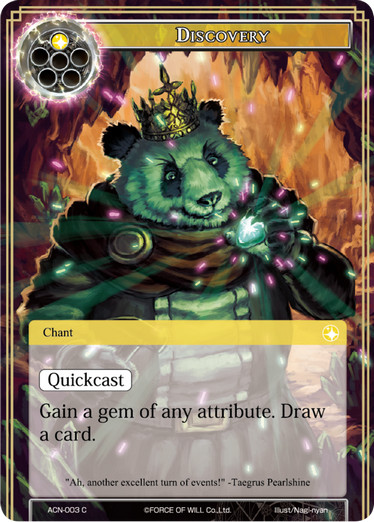 Discovery
Chant
Quickcast
Gain a gem of any attribute. Draw
a card.
"Ah, another excellent turn of events!" -Taegrus Pearlshine
ACN-003 C ©FORCE OF WILL Co.,Ltd. Illust/Nagi-nyan